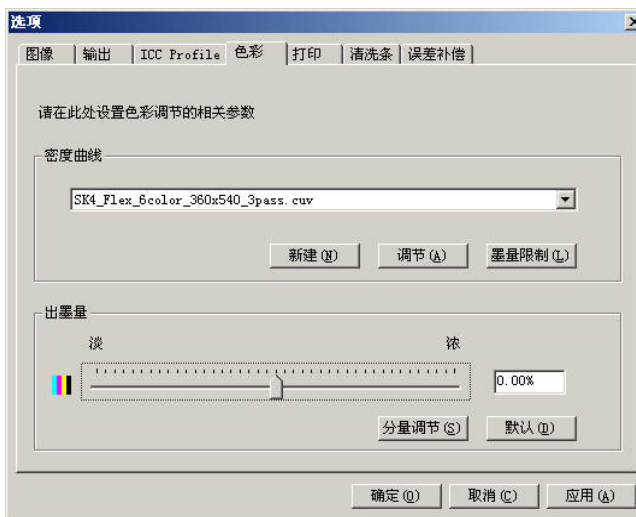 选项
图像 输出 ICC Profile 色彩 打印 清洗条 误差补偿
请在此处设置色彩调节的相关参数
密度曲线
SK4_Flex_6color_360x540_3pass.cuv
新建(N) 调节(A) 墨量限制(L)
出墨量
淡 浓
0.00%
分量调节(S) 默认(D)
确定(O) 取消(C) 应用(A)